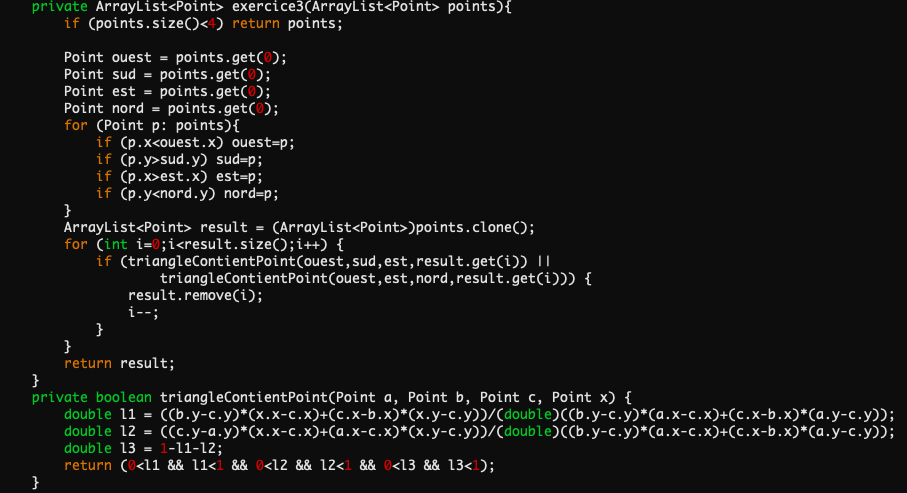 private ArrayList<Point> exercice3(ArrayList<Point> points){
if (points.size()<4) return points;
Point ouest = points.get(0);
Point sud = points.get(0);
Point est = points.get(0);
Point nord = points.get(0);
for (Point p: points){
if (p.x<ouest.x) ouest=p;
if (p.y>sud.y) sud=p;
if (p.x>est.x) est=p;
if (p.y<nord.y) nord=p;
}
ArrayList<Point> result = (ArrayList<Point>)points.clone();
for (int i=0;i<result.size();i++) {
if (triangleContientPoint(ouest,sud,est,result.get(i)) ||
triangleContientPoint(ouest,est,nord,result.get(i))) {
result.remove(i);
i--;
}
}
return result;
}
private boolean triangleContientPoint(Point a, Point b, Point c, Point x) {
double l1 = ((b.y-c.y)*(x.x-c.x)+(c.x-b.x)*(x.y-c.y))/(double)((b.y-c.y)*(a.x-c.x)+(c.x-b.x)*(a.y-c.y));
double l2 = ((c.y-a.y)*(x.x-c.x)+(a.x-c.x)*(x.y-c.y))/(double)((b.y-c.y)*(a.x-c.x)+(c.x-b.x)*(a.y-c.y));
double l3 = 1-l1-l2;
return (0<l1 && l1<1 && 0<l2 && l2<1 && 0<l3 && l3<1);
}